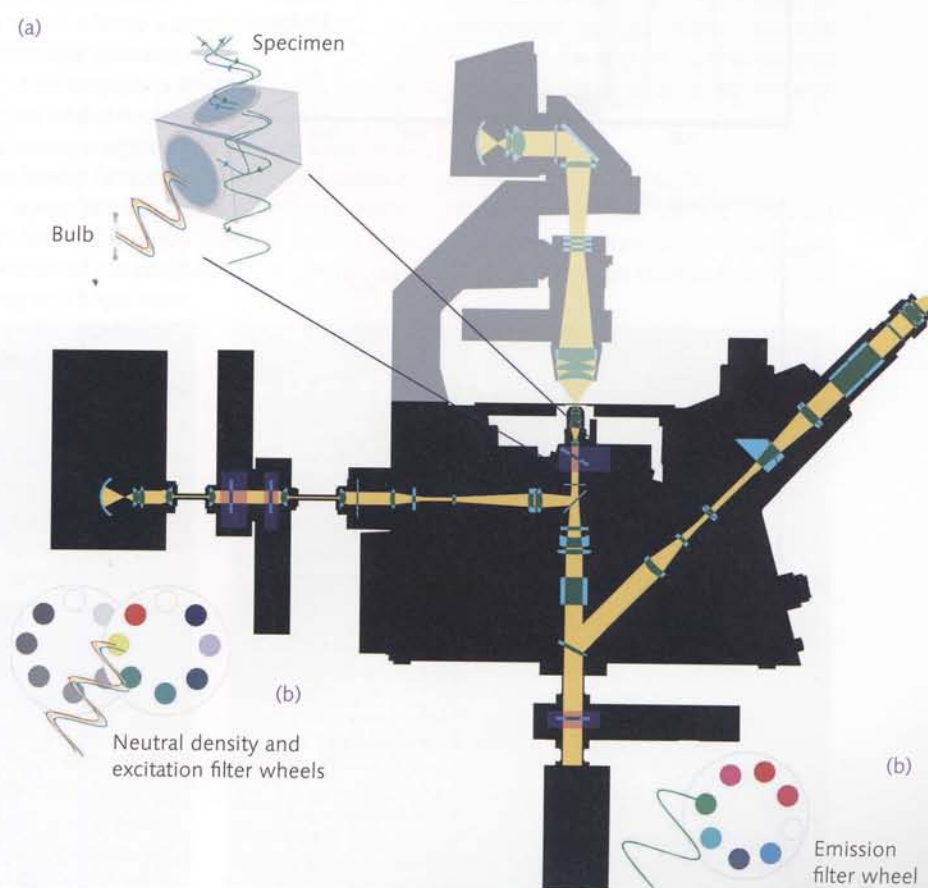 (a)
Specimen
Bulb
(b)
Neutral density and
excitation filter wheels
(b)
Emission
filter wheel